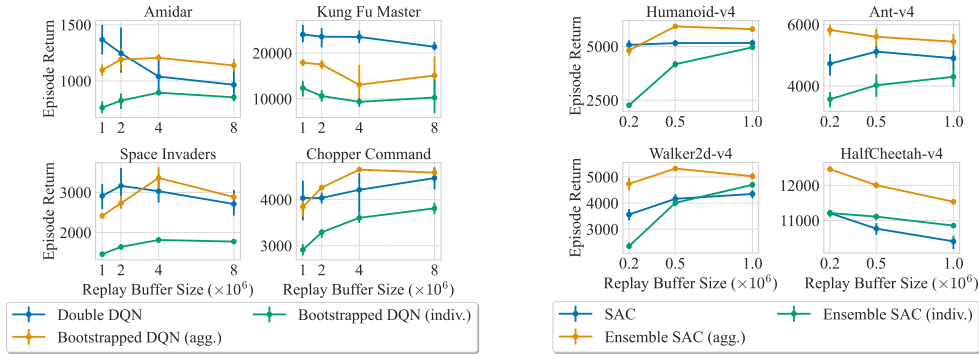 Amidar
Kung Fu Master
Episode Return
1500
1000
1 2 4 8
20000
10000
1 2 4 8
Space Invaders
Chopper Command
Episode Return
3000
2000
1 2 4 8
Replay Buffer Size (×10⁶)
5000
4000
3000
1 2 4 8
Replay Buffer Size (×10⁶)
Double DQN
Bootstrapped DQN (agg.)
Bootstrapped DQN (indiv.)
Humanoid-v4
Ant-v4
Episode Return
5000
2500
0.2 0.5 1.0
6000
4000
0.2 0.5 1.0
Walker2d-v4
HalfCheetah-v4
Episode Return
5000
4000
3000
0.2 0.5 1.0
Replay Buffer Size (×10⁶)
12000
11000
0.2 0.5 1.0
Replay Buffer Size (×10⁶)
SAC
Ensemble SAC (agg.)
Ensemble SAC (indiv.)